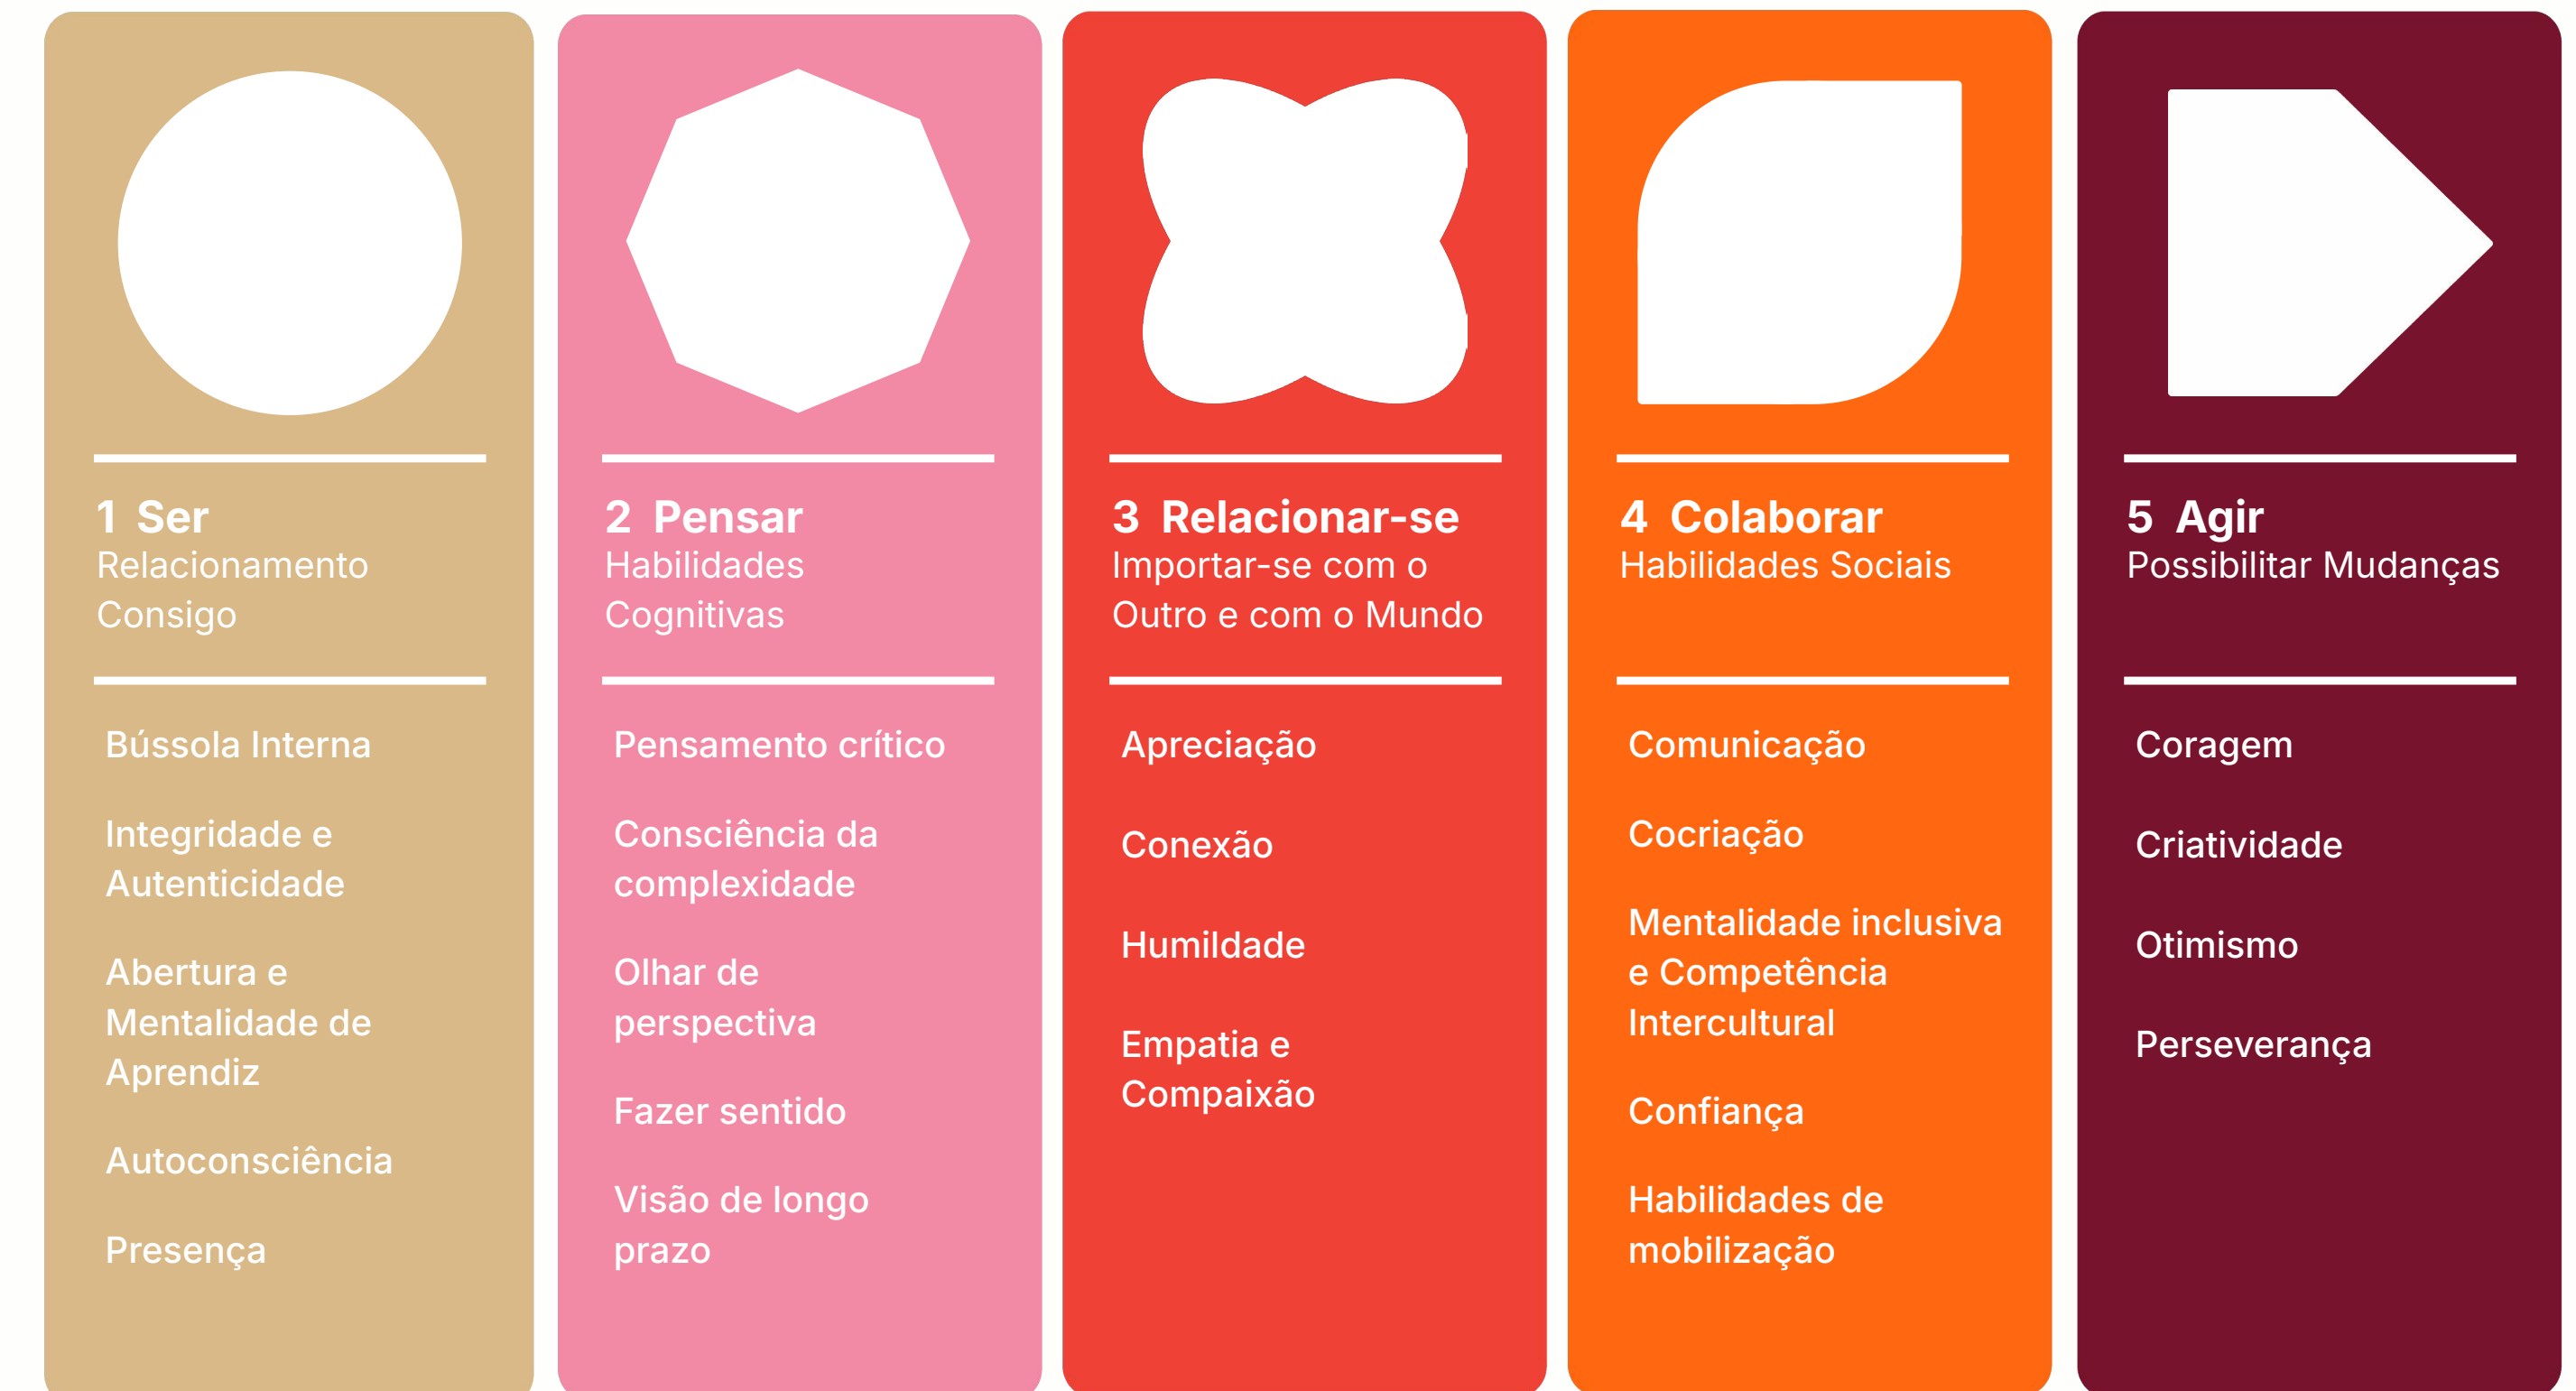 1 Ser
Relacionamento
Consigo
Bússola Interna
Integridade e
Autenticidade
Abertura e
Mentalidade de
Aprendiz
Autoconsciência
Presença
2 Pensar
Habilidades
Cognitivas
Pensamento crítico
Consciência da
complexidade
Olhar de
perspectiva
Fazer sentido
Visão de longo
prazo
3 Relacionar-se
Importar-se com o
Outro e com o Mundo
Apreciação
Conexão
Humildade
Empatia e
Compaixão
4 Colaborar
Habilidades Sociais
Comunicação
Cocriação
Mentalidade inclusiva
e Competência
Intercultural
Confiança
Habilidades de
mobilização
5 Agir
Possibilitar Mudanças
Coragem
Criatividade
Otimismo
Perseverança